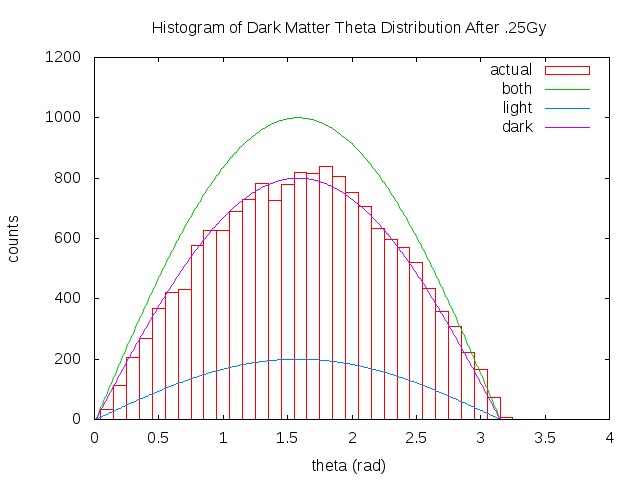 Histogram of Dark Matter Theta Distribution After .25Gy
1200
1000
800
600
400
200
0
counts
actual
both
light
dark
0 0.5 1 1.5 2 2.5 3 3.5 4
theta (rad)